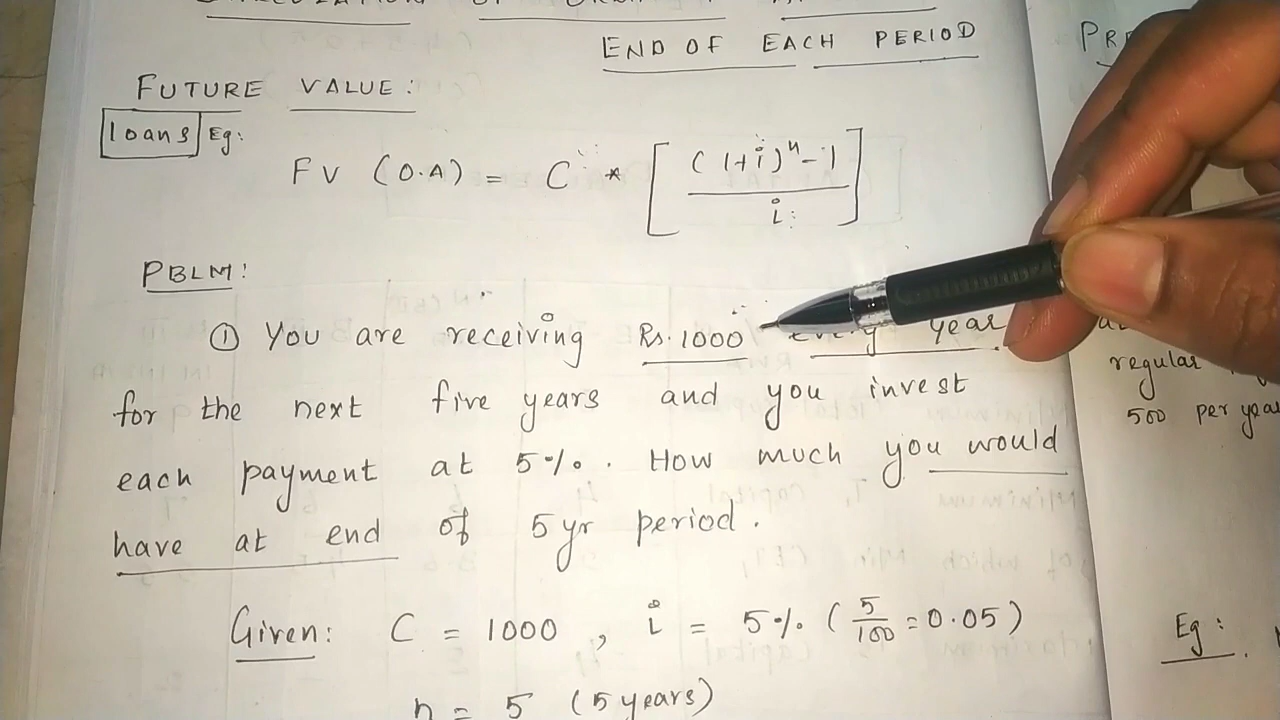 END OF EACH PERIOD
FUTURE VALUE:
loans Eg:
FV (O.A) = C * [ (1+i)^n - 1 / i ]
PBLM:
① You are receiving Rs. 1000 every year
for the next five years and you invest
each payment at 5%. How much you would
have at end of 5 yr period.
Given: C = 1000, i = 5% (5/100 = 0.05)
n = 5 (5 years)
regular
500 per year
Eg: